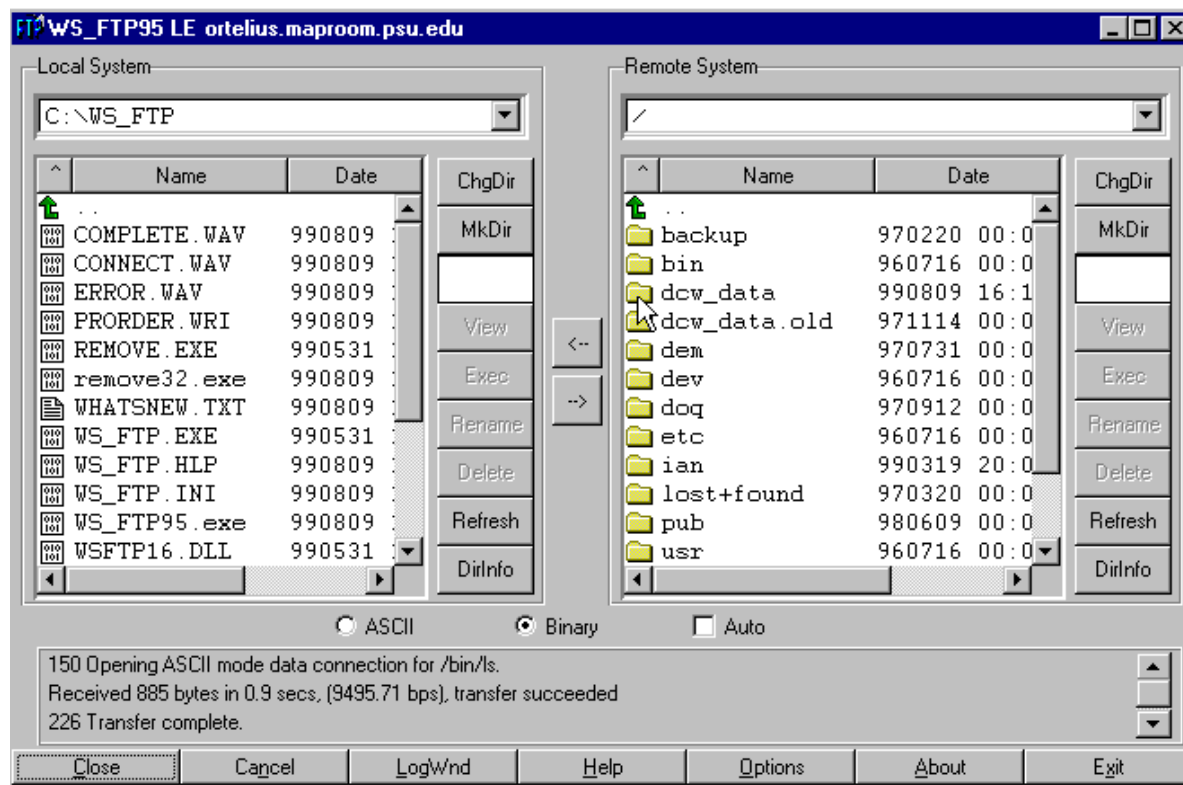 WS_FTP95 LE ortelius.maproom.psu.edu
Local System
C:\WS_FTP
^ Name Date
..
COMPLETE.WAV 990809
CONNECT.WAV 990809
ERROR.WAV 990809
PRORDER.WRI 990809
REMOVE.EXE 990531
remove32.exe 990809
WHATSNEW.TXT 990809
WS_FTP.EXE 990531
WS_FTP.HLP 990809
WS_FTP.INI 990809
WS_FTP95.exe 990809
WSFTP16.DLL 990531
ChgDir
MkDir
View
Exec
Rename
Delete
Refresh
DirInfo
<--
-->
Remote System
/
^ Name Date
..
backup 970220 00:0
bin 960716 00:0
dcw_data 990809 16:1
dcw_data.old 971114 00:0
dem 970731 00:0
dev 960716 00:0
doq 970912 00:0
etc 960716 00:0
ian 990319 20:0
lost+found 970320 00:0
pub 980609 00:0
usr 960716 00:0
ChgDir
MkDir
View
Exec
Rename
Delete
Refresh
DirInfo
ASCII Binary Auto
150 Opening ASCII mode data connection for /bin/ls.
Received 885 bytes in 0.9 secs, (9495.71 bps), transfer succeeded
226 Transfer complete.
Close Cancel LogWnd Help Options About Exit